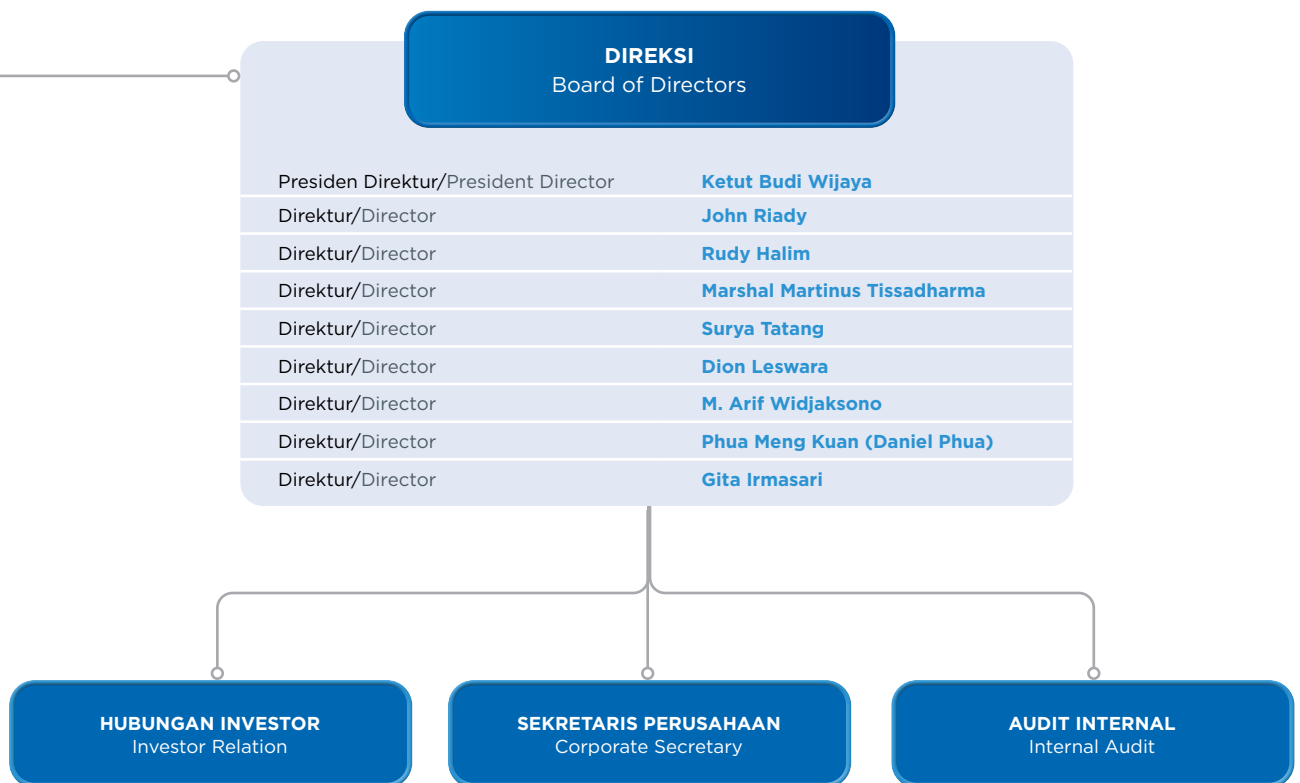 DIREKSI
Board of Directors
Presiden Direktur/President Director Ketut Budi Wijaya
Direktur/Director John Riady
Direktur/Director Rudy Halim
Direktur/Director Marshal Martinus Tissadharma
Direktur/Director Surya Tatang
Direktur/Director Dion Leswara
Direktur/Director M. Arif Widjaksono
Direktur/Director Phua Meng Kuan (Daniel Phua)
Direktur/Director Gita Irmasari
HUBUNGAN INVESTOR
Investor Relation
SEKRETARIS PERUSAHAAN
Corporate Secretary
AUDIT INTERNAL
Internal Audit